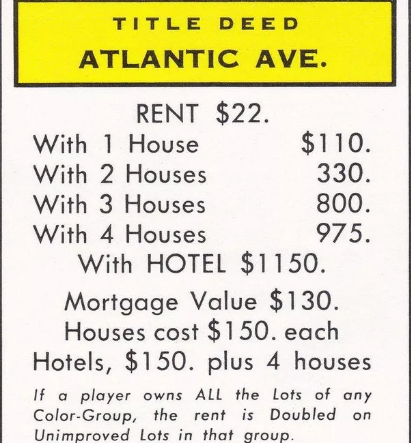 TITLE DEED
ATLANTIC AVE.
RENT $22.
With 1 House $110.
With 2 Houses 330.
With 3 Houses 800.
With 4 Houses 975.
With HOTEL $1150.
Mortgage Value $130.
Houses cost $150. each
Hotels, $150. plus 4 houses
If a player owns ALL the Lots of any
Color-Group, the rent is Doubled on
Unimproved Lots in that group.